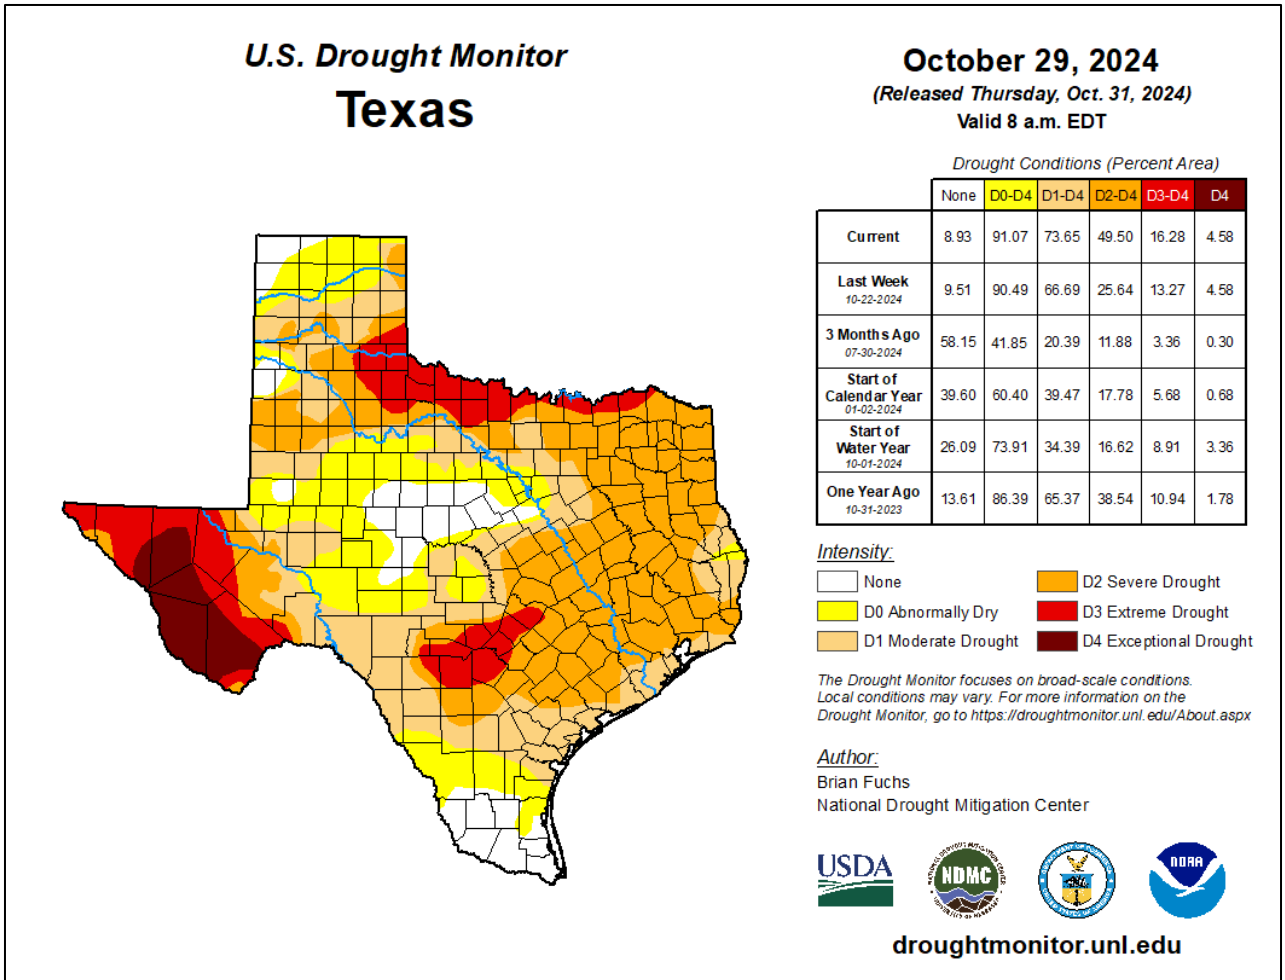 U.S. Drought Monitor
Texas
October 29, 2024
(Released Thursday, Oct. 31, 2024)
Valid 8 a.m. EDT
Drought Conditions (Percent Area)
None D0-D4 D1-D4 D2-D4 D3-D4 D4
Current 8.93 91.07 73.65 49.50 16.28 4.58
Last Week
10-22-2024 9.51 90.49 66.69 25.64 13.27 4.58
3 Months Ago
07-30-2024 58.15 41.85 20.39 11.88 3.36 0.30
Start of
Calendar Year
01-02-2024 39.60 60.40 39.47 17.78 5.68 0.68
Start of
Water Year
10-01-2024 26.09 73.91 34.39 16.62 8.91 3.36
One Year Ago
10-31-2023 13.61 86.39 65.37 38.54 10.94 1.78
Intensity:
None
D0 Abnormally Dry
D1 Moderate Drought
D2 Severe Drought
D3 Extreme Drought
D4 Exceptional Drought
The Drought Monitor focuses on broad-scale conditions.
Local conditions may vary. For more information on the
Drought Monitor, go to https://droughtmonitor.unl.edu/About.aspx
Author:
Brian Fuchs
National Drought Mitigation Center
USDA
NDMC
NOAA
droughtmonitor.unl.edu